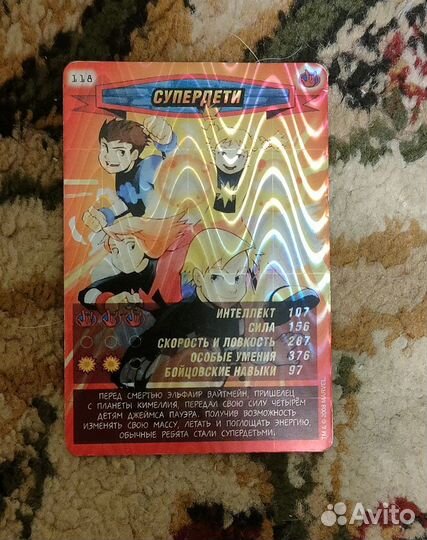 118
СУПЕРДЕТИ
ИНТЕЛЛЕКТ 107
СИЛА 156
СКОРОСТЬ И ЛОВКОСТЬ 287
ОСОБЫЕ УМЕНИЯ 376
БОЙЦОВСКИЕ НАВЫКИ 97
ПЕРЕД СМЕРТЬЮ ЭЛЬФАИР ВАЙТМЕЙН, ПРИШЕЛЕЦ
С ПЛАНЕТЫ КИМЕЛЛИЯ, ПЕРЕДАЛ СВОЮ СИЛУ ЧЕТЫРЁМ
ДЕТЯМ ДЖЕЙМСА ПАУЭРА. ПОЛУЧИВ ВОЗМОЖНОСТЬ
ИЗМЕНЯТЬ СВОЮ МАССУ, ЛЕТАТЬ И ПОГЛОЩАТЬ ЭНЕРГИЮ,
ОБЫЧНЫЕ РЕБЯТА СТАЛИ СУПЕРДЕТЬМИ.
MARVEL
Avito